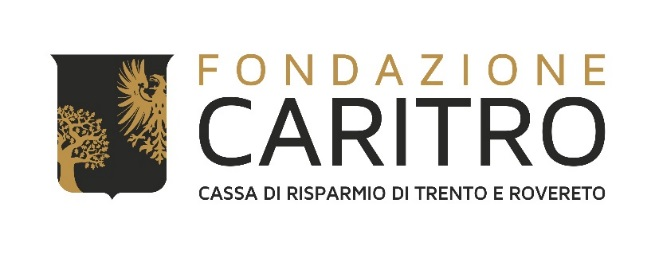 FONDAZIONE
CARITRO
CASSA DI RISPARMIO DI TRENTO E ROVERETO